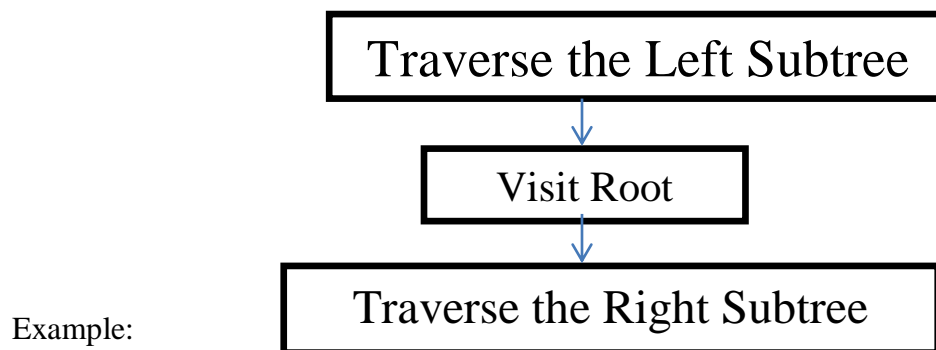 Traverse the Left Subtree
Visit Root
Traverse the Right Subtree
Example: